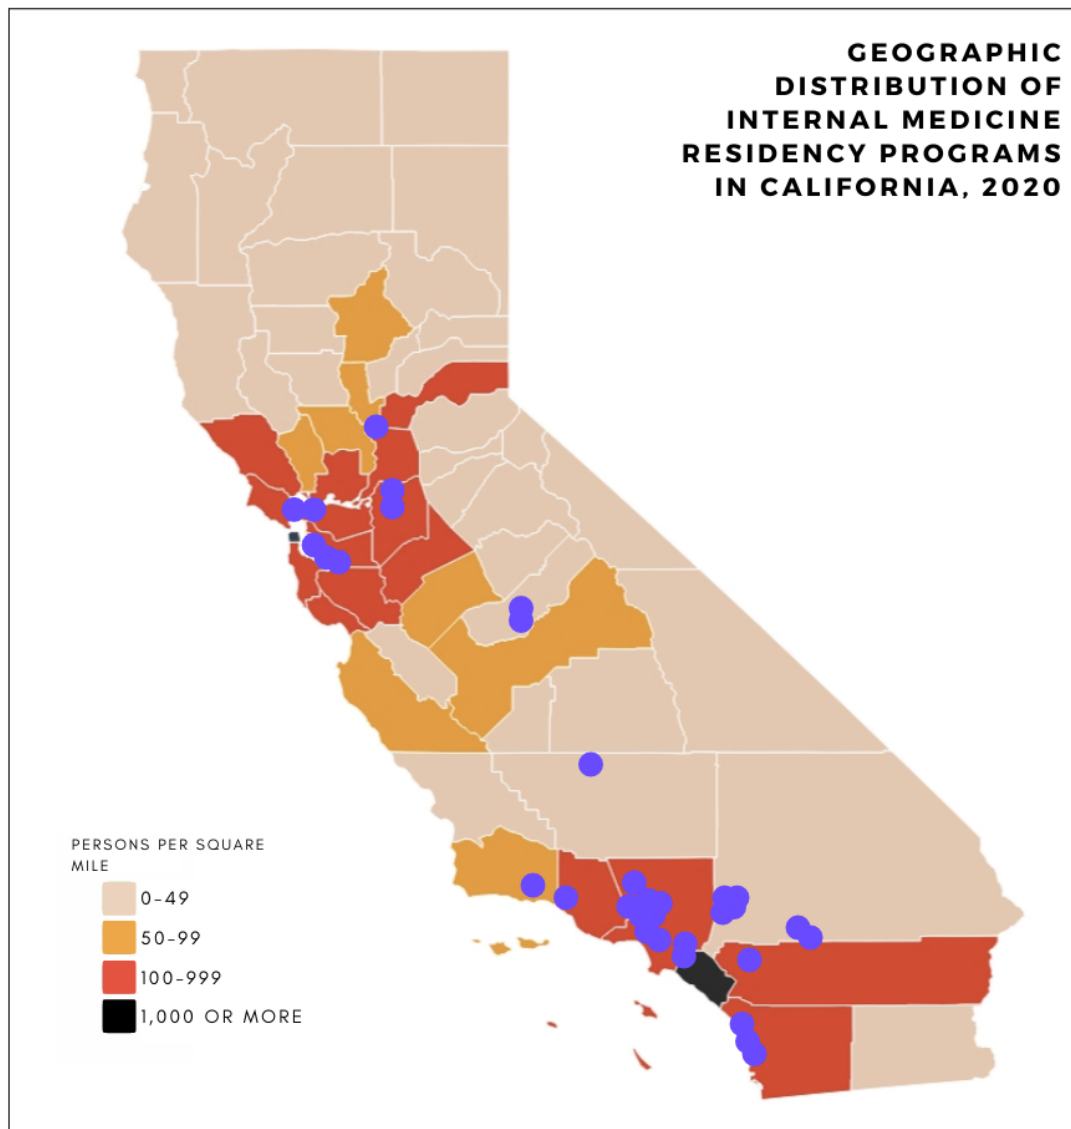 GEOGRAPHIC
DISTRIBUTION OF
INTERNAL MEDICINE
RESIDENCY PROGRAMS
IN CALIFORNIA, 2020
PERSONS PER SQUARE
MILE
0-49
50-99
100-999
1,000 OR MORE